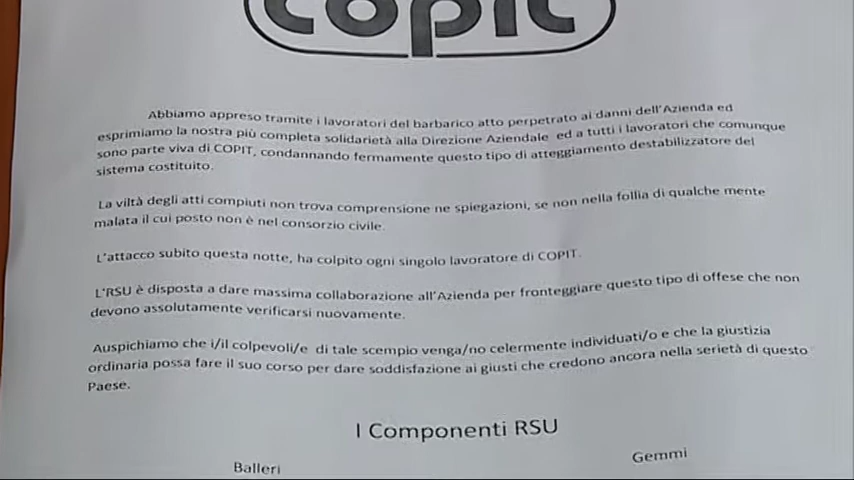 copit
Abbiamo appreso tramite i lavoratori del barbarico atto perpetrato ai danni dell'Azienda ed
esprimiamo la nostra più completa solidarietà alla Direzione Aziendale ed a tutti i lavoratori che comunque
sono parte viva di COPIT, condannando fermamente questo tipo di atteggiamento destabilizzatore del
sistema costituito.
La viltà degli atti compiuti non trova comprensione ne spiegazioni, se non nella follia di qualche mente
malata il cui posto non è nel consorzio civile.
L'attacco subito questa notte, ha colpito ogni singolo lavoratore di COPIT.
L'RSU è disposta a dare massima collaborazione all'Azienda per fronteggiare questo tipo di offese che non
devono assolutamente verificarsi nuovamente.
Auspichiamo che i/il colpevoli/e di tale scempio venga/no celermente individuati/o e che la giustizia
ordinaria possa fare il suo corso per dare soddisfazione ai giusti che credono ancora nella serietà di questo
Paese.
I Componenti RSU
Balleri Gemmi